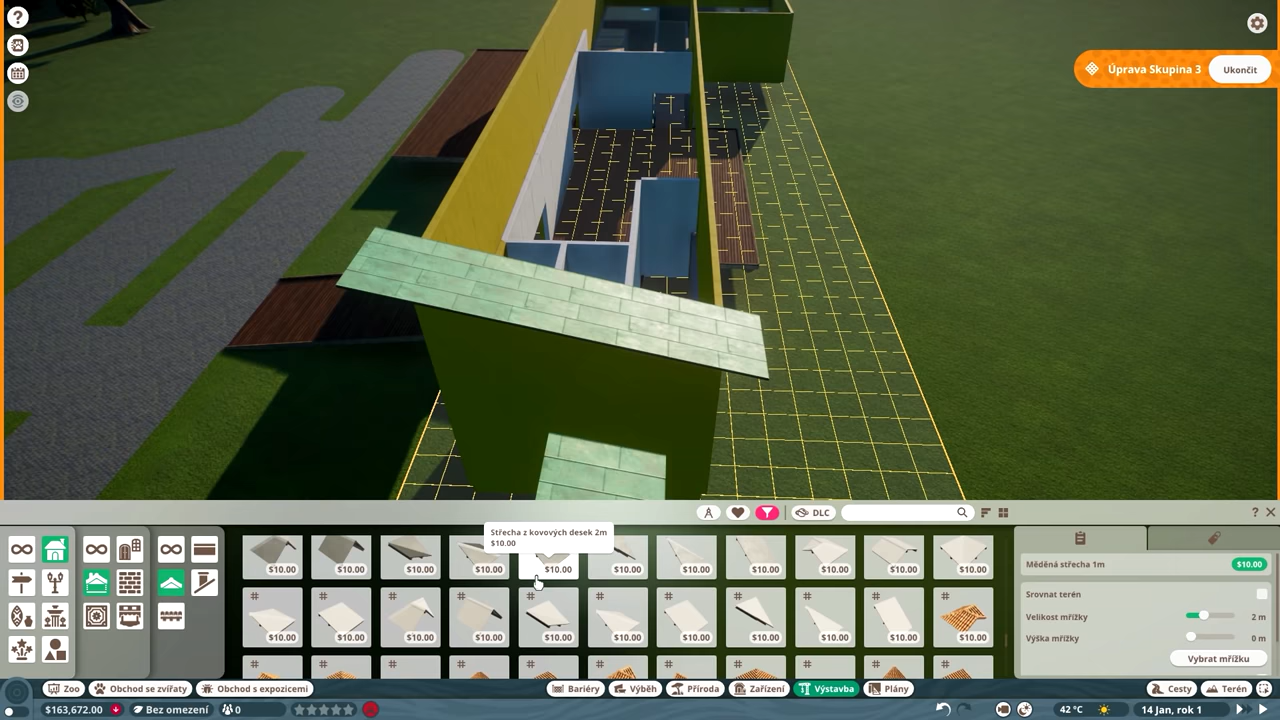 ?
Úprava Skupina 3
Ukončit
DLC
?
Střecha z kovových desek 2m
$10.00
$10.00 $10.00 $10.00 $10.00 $10.00 $10.00 $10.00 $10.00 $10.00 $10.00 $10.00
$10.00 $10.00 $10.00 $10.00 $10.00 $10.00 $10.00 $10.00 $10.00 $10.00 $10.00
Měděná střecha 1m $10.00
Srovnat terén
Velikost mřížky 2 m
Výška mřížky 0 m
Vybrat mřížku
Zoo Obchod se zvířaty Obchod s expozicemi Bariéry Výběh Příroda Zařízení Výstavba Plány Cesty Terén
$163,672.00 Bez omezení 0 42 °C 14 Jan, rok 1